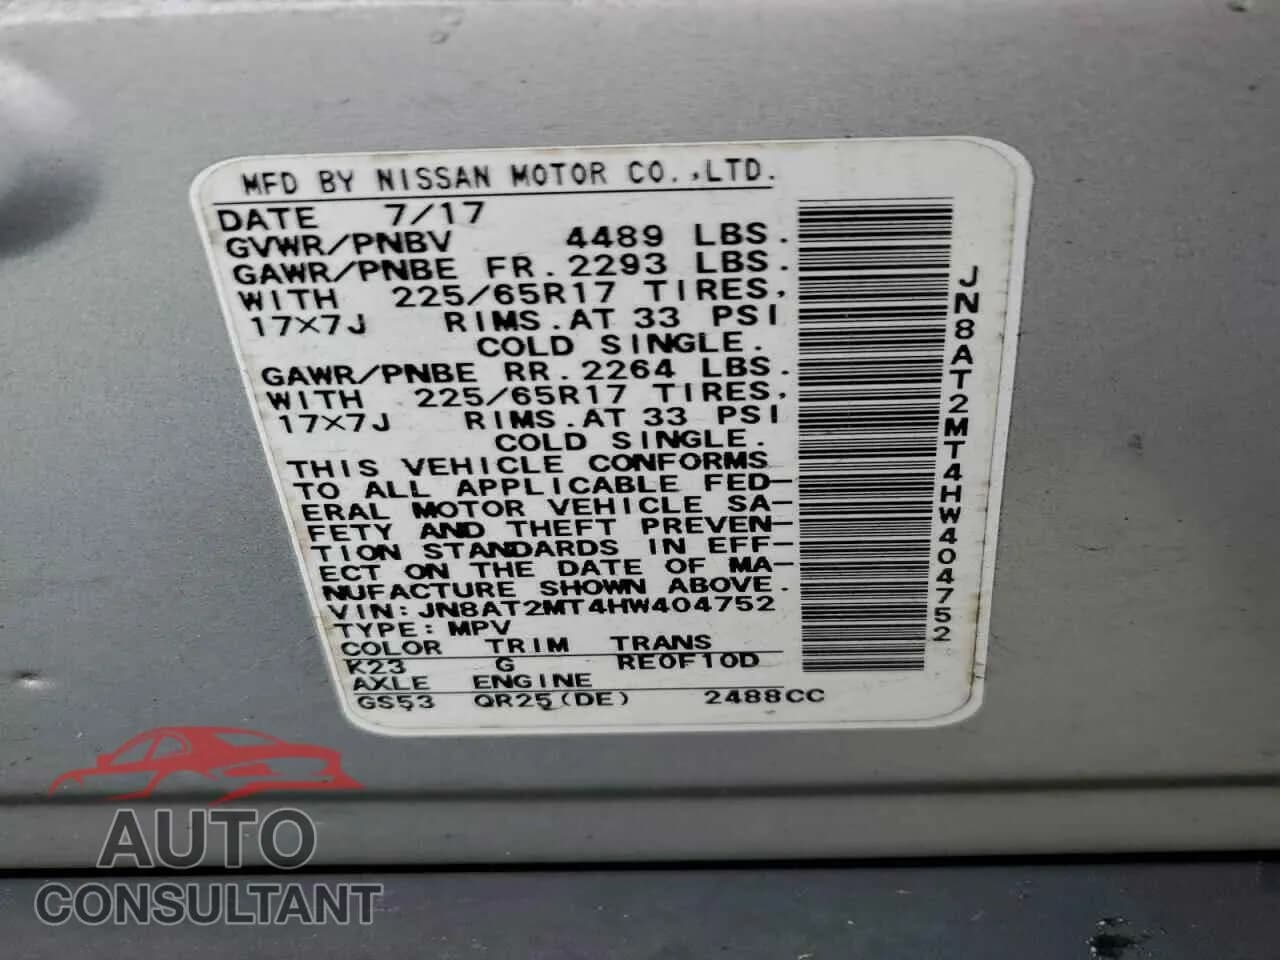 MFD BY NISSAN MOTOR CO.,LTD.
DATE 7/17
GVWR/PNBV 4489 LBS.
GAWR/PNBE FR. 2293 LBS.
WITH 225/65R17 TIRES,
17×7J RIMS. AT 33 PSI
COLD SINGLE.
GAWR/PNBE RR. 2264 LBS.
WITH 225/65R17 TIRES,
17×7J RIMS. AT 33 PSI
COLD SINGLE.
THIS VEHICLE CONFORMS
TO ALL APPLICABLE FED-
ERAL MOTOR VEHICLE SA-
FETY AND THEFT PREVEN-
TION STANDARDS IN EFF-
ECT ON THE DATE OF MA-
NUFACTURE SHOWN ABOVE.
VIN: JN8AT2MT4HW404752
TYPE: MPV
COLOR TRIM TRANS
K23 G RE0F10D
AXLE ENGINE
GS53 QR25(DE) 2488CC
JN8AT2MT4HW404752
AUTO
CONSULTANT